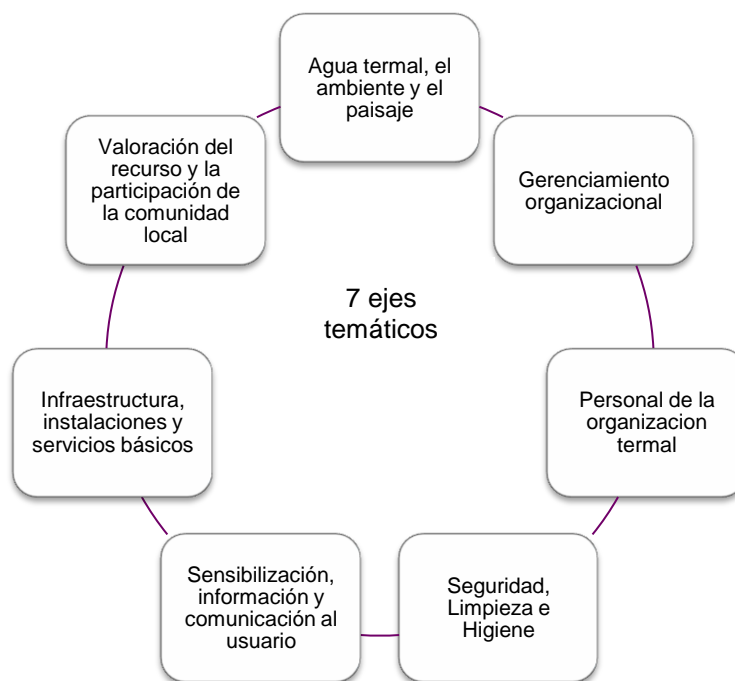 Agua termal, el
ambiente y el
paisaje
Gerenciamiento
organizacional
Personal de la
organizacion
termal
Seguridad,
Limpieza e
Higiene
Sensibilización,
información y
comunicación al
usuario
Infraestructura,
instalaciones y
servicios básicos
Valoración del
recurso y la
participación de
la comunidad
local
7 ejes
temáticos